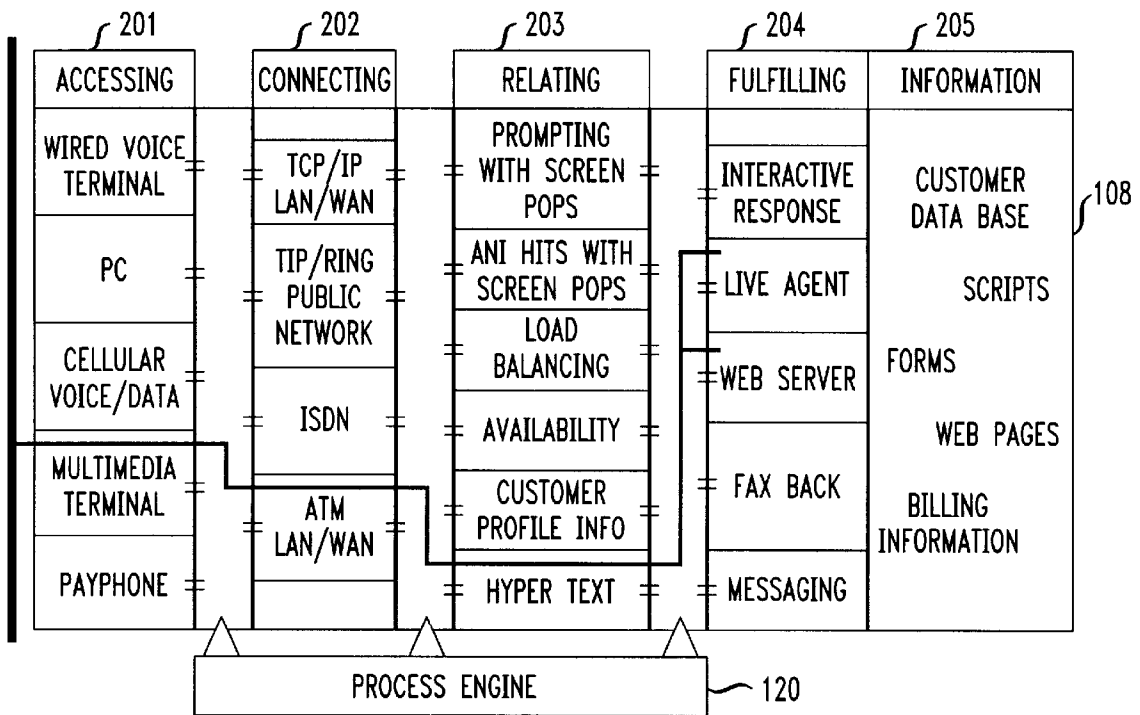 201
202
203
204
205
ACCESSING
CONNECTING
RELATING
FULFILLING
INFORMATION
WIRED VOICE
TERMINAL
PC
CELLULAR
VOICE/DATA
MULTIMEDIA
TERMINAL
PAYPHONE
TCP/IP
LAN/WAN
TIP/RING
PUBLIC
NETWORK
ISDN
ATM
LAN/WAN
PROMPTING
WITH SCREEN
POPS
ANI HITS WITH
SCREEN POPS
LOAD
BALANCING
AVAILABILITY
CUSTOMER
PROFILE INFO
HYPER TEXT
INTERACTIVE
RESPONSE
LIVE AGENT
WEB SERVER
FAX BACK
MESSAGING
CUSTOMER
DATA BASE
SCRIPTS
FORMS
WEB PAGES
BILLING
INFORMATION
108
PROCESS ENGINE
120